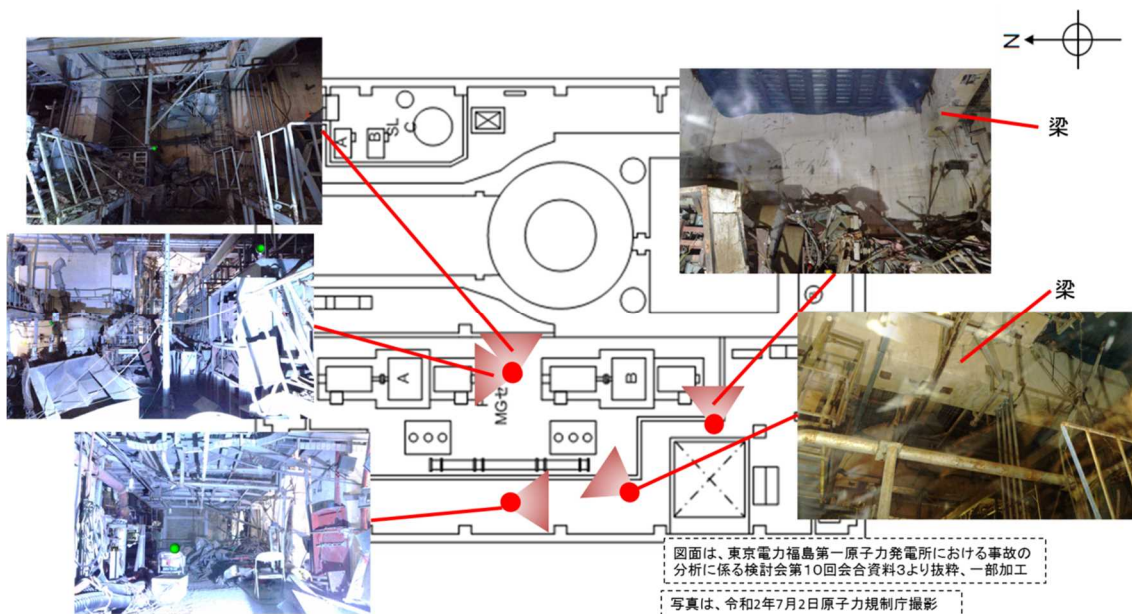 N
梁
A
B
SL
C
梁
A
B
MGセ
図面は、東京電力福島第一原子力発電所における事故の
分析に係る検討会第10回会合資料3より抜粋、一部加工
写真は、令和2年7月2日原子力規制庁撮影